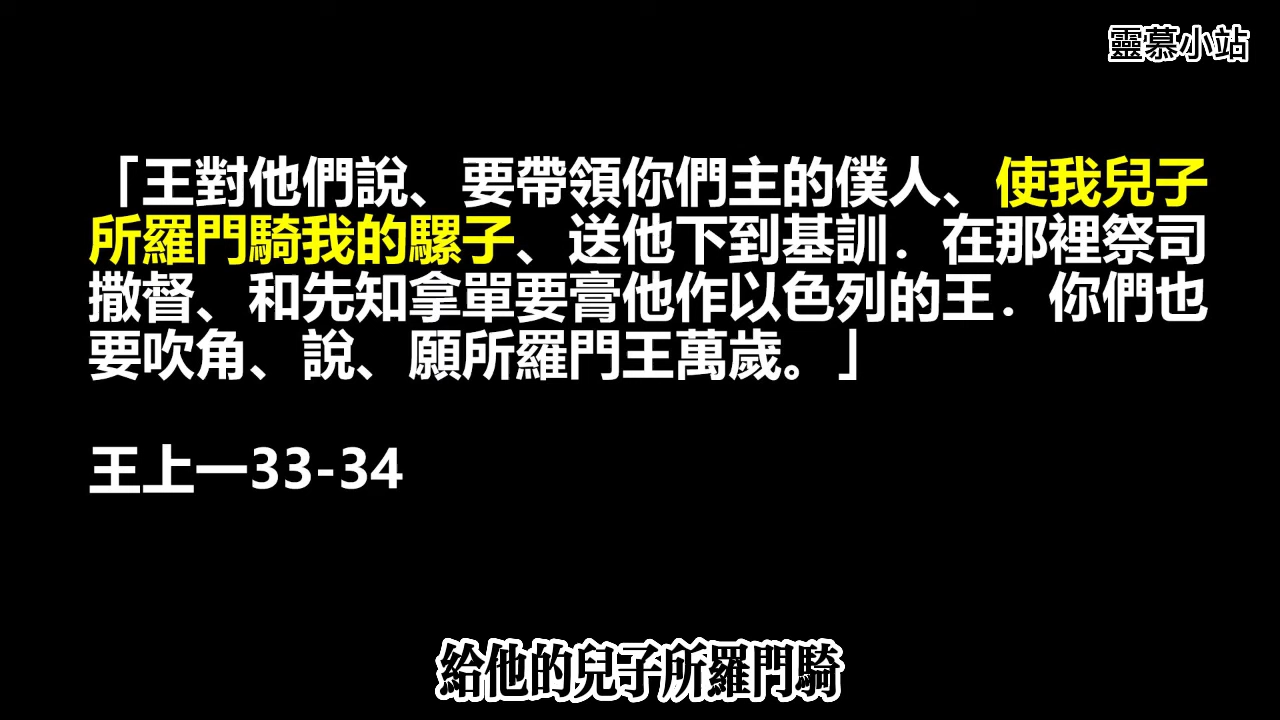 靈慕小站
「王對他們說、要帶領你們主的僕人、使我兒子
所羅門騎我的騾子、送他下到基訓．在那裡祭司
撒督、和先知拿單要膏他作以色列的王．你們也
要吹角、說、願所羅門王萬歲。」
王上一33-34
給他的兒子所羅門騎